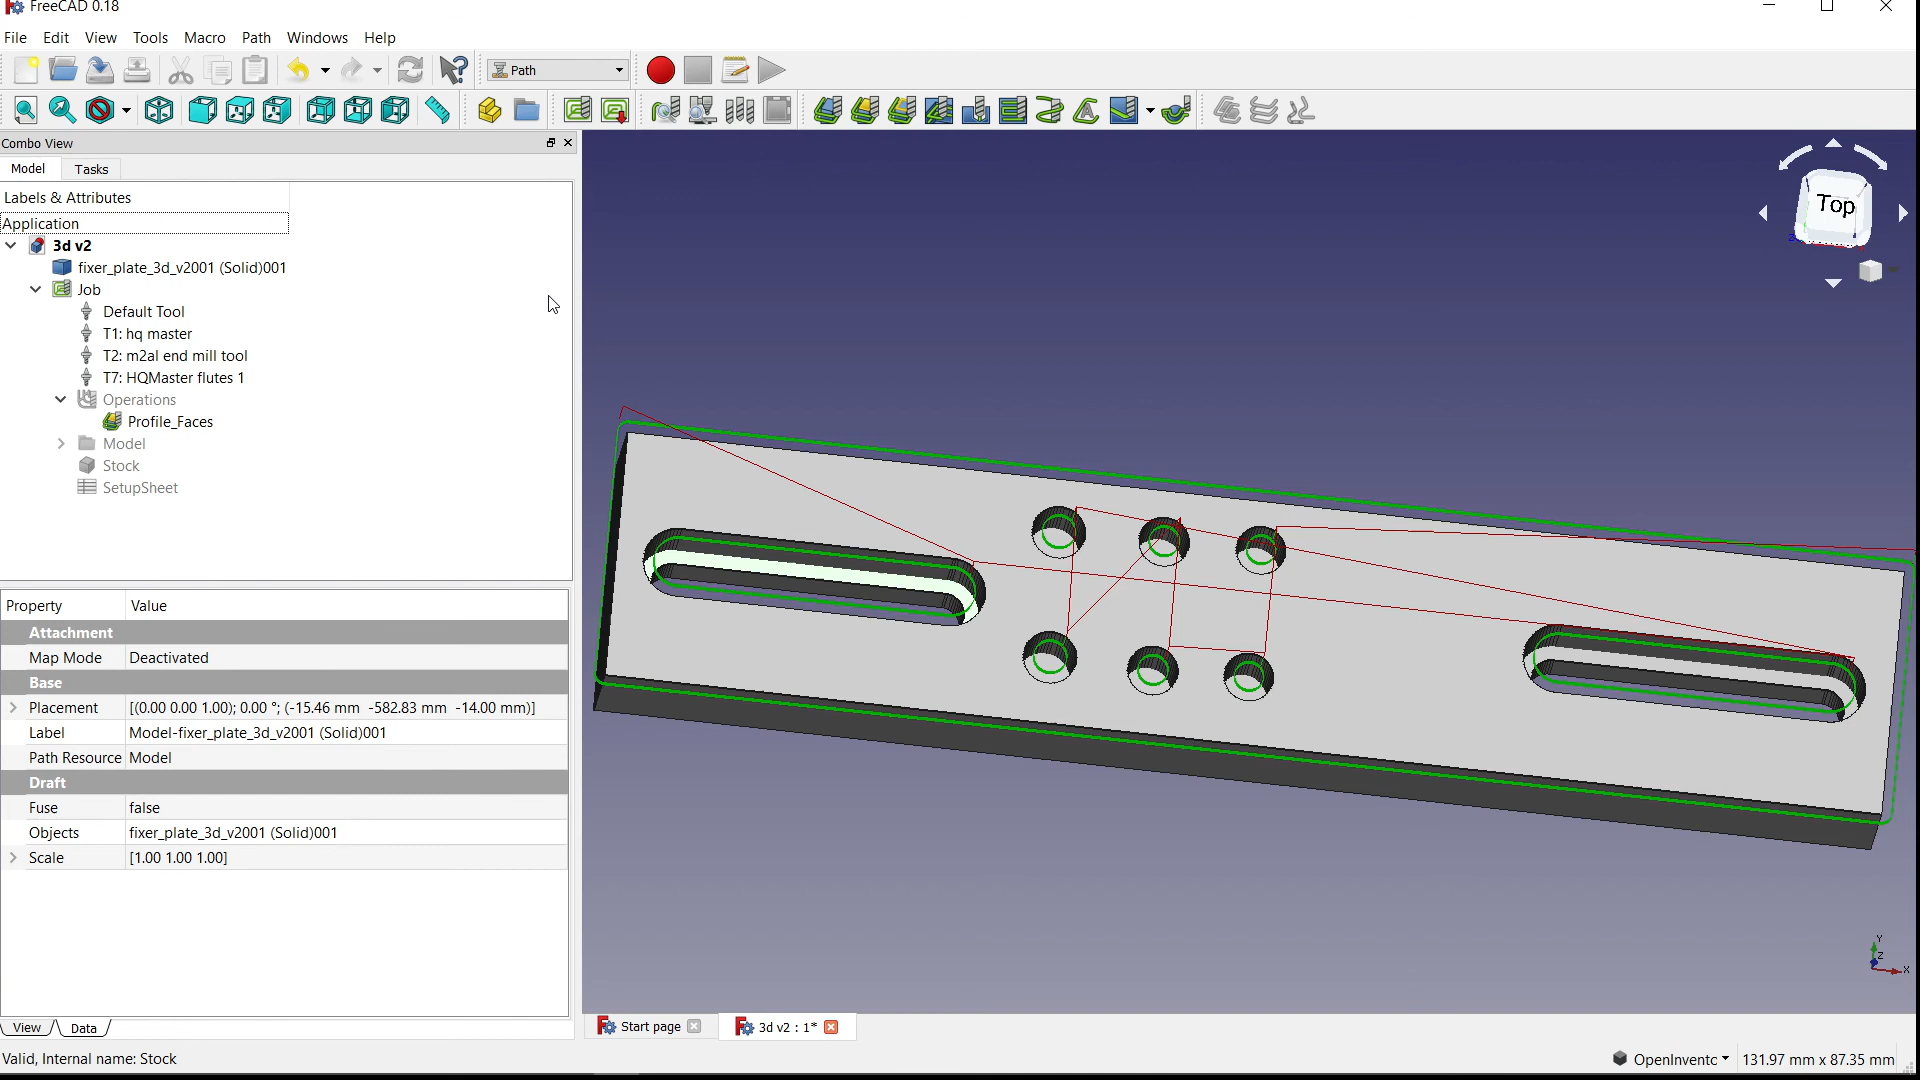 FreeCAD 0.18
File Edit View Tools Macro Path Windows Help
Path
Combo View
Model Tasks
Labels & Attributes
Application
3d v2
fixer_plate_3d_v2001 (Solid)001
Job
Default Tool
T1: hq master
T2: m2al end mill tool
T7: HQMaster flutes 1
Operations
Profile_Faces
Model
Stock
SetupSheet
Top
Property Value
Attachment
Map Mode Deactivated
Base
Placement [(0.00 0.00 1.00); 0.00 °; (-15.46 mm -582.83 mm -14.00 mm)]
Label Model-fixer_plate_3d_v2001 (Solid)001
Path Resource Model
Draft
Fuse false
Objects fixer_plate_3d_v2001 (Solid)001
Scale [1.00 1.00 1.00]
Y
Z
X
View Data
Start page 3d v2 : 1*
Valid, Internal name: Stock
OpenInventc 131.97 mm x 87.35 mm